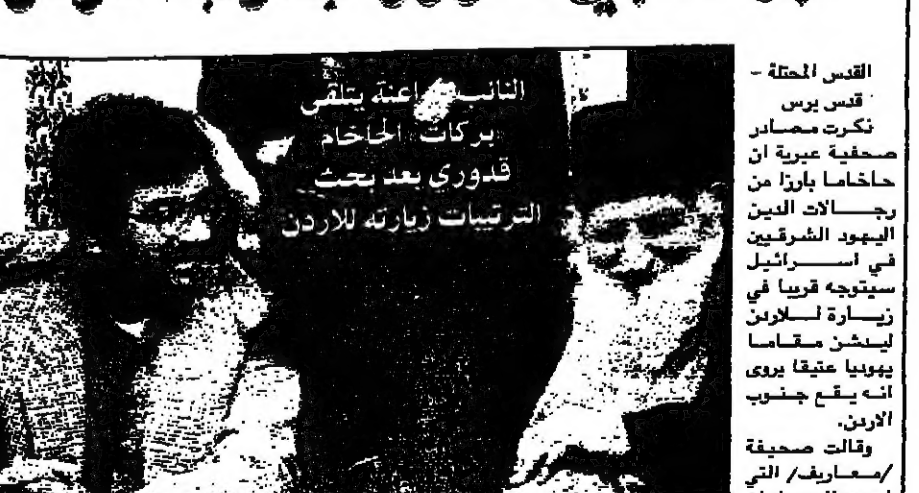 النائب يتلقى
بركات الحاخام
قدوري بعد بحث
الترتيبات زيارته للاردن
القدس المحتلة -
قدس برس
نكرت مصادر
صحفية عبرية ان
حاخاما بارزا من
رجالات الدين
اليهود الشرقيين
في اسرائيل
سيتوجه قريبا في
زيارة للاردن
ليدشن مقاما
يهوديا عتيقا يروى
انه يقع جنوب
الاردن.
وقالت صحيفة
/معاريف/ التي